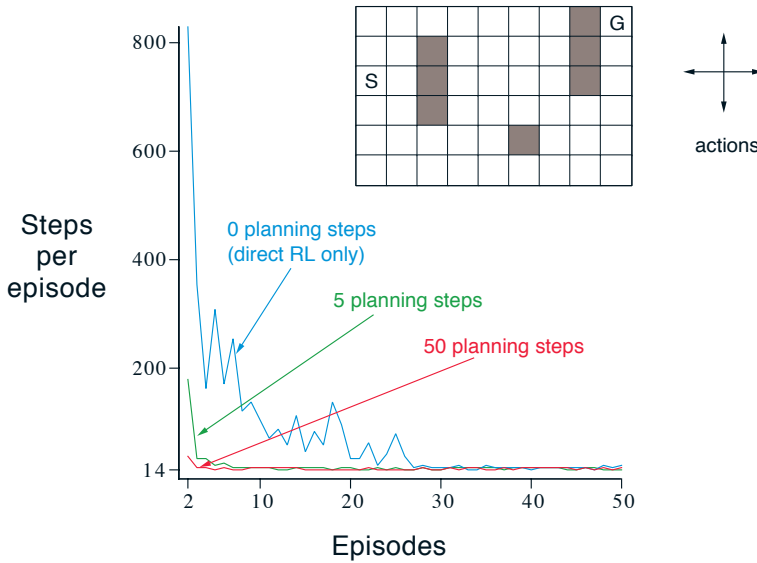 800
600
400
200
14
2
10
20
30
40
50
Steps
per
episode
Episodes
0 planning steps
(direct RL only)
5 planning steps
50 planning steps
S
G
actions